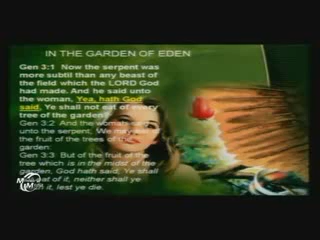 IN THE GARDEN OF EDEN
Gen 3:1 Now the serpent was
more subtil than any beast of
the field which the LORD God
had made. And he said unto
the woman, Yea, hath God
said, Ye shall not eat of every
tree of the garden?
Gen 3:2 And the woman
unto the serpent, We may
the fruit of the trees of the
garden:
Gen 3:3 But of the fruit of the
tree which is in the midst of the
garden, God hath said, Ye shall
eat of it, neither shall ye
it, lest ye die.